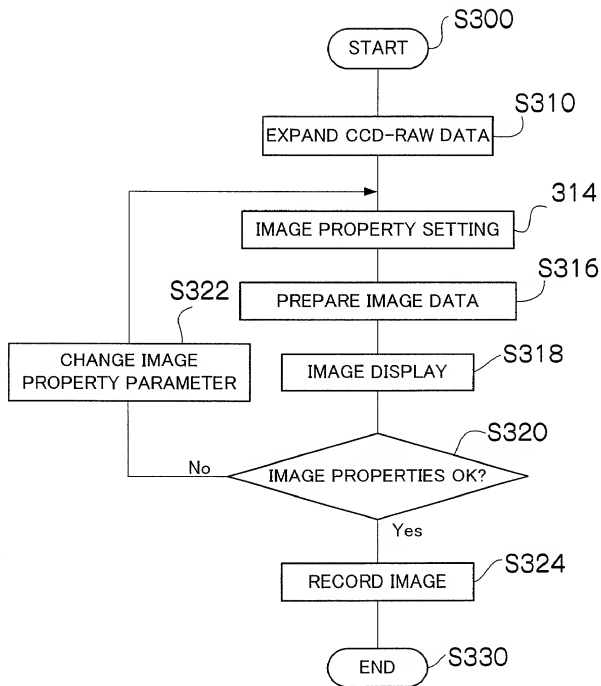 S300
START
S310
EXPAND CCD-RAW DATA
314
IMAGE PROPERTY SETTING
S316
PREPARE IMAGE DATA
S322
CHANGE IMAGE
PROPERTY PARAMETER
S318
IMAGE DISPLAY
S320
No
IMAGE PROPERTIES OK?
Yes
S324
RECORD IMAGE
S330
END